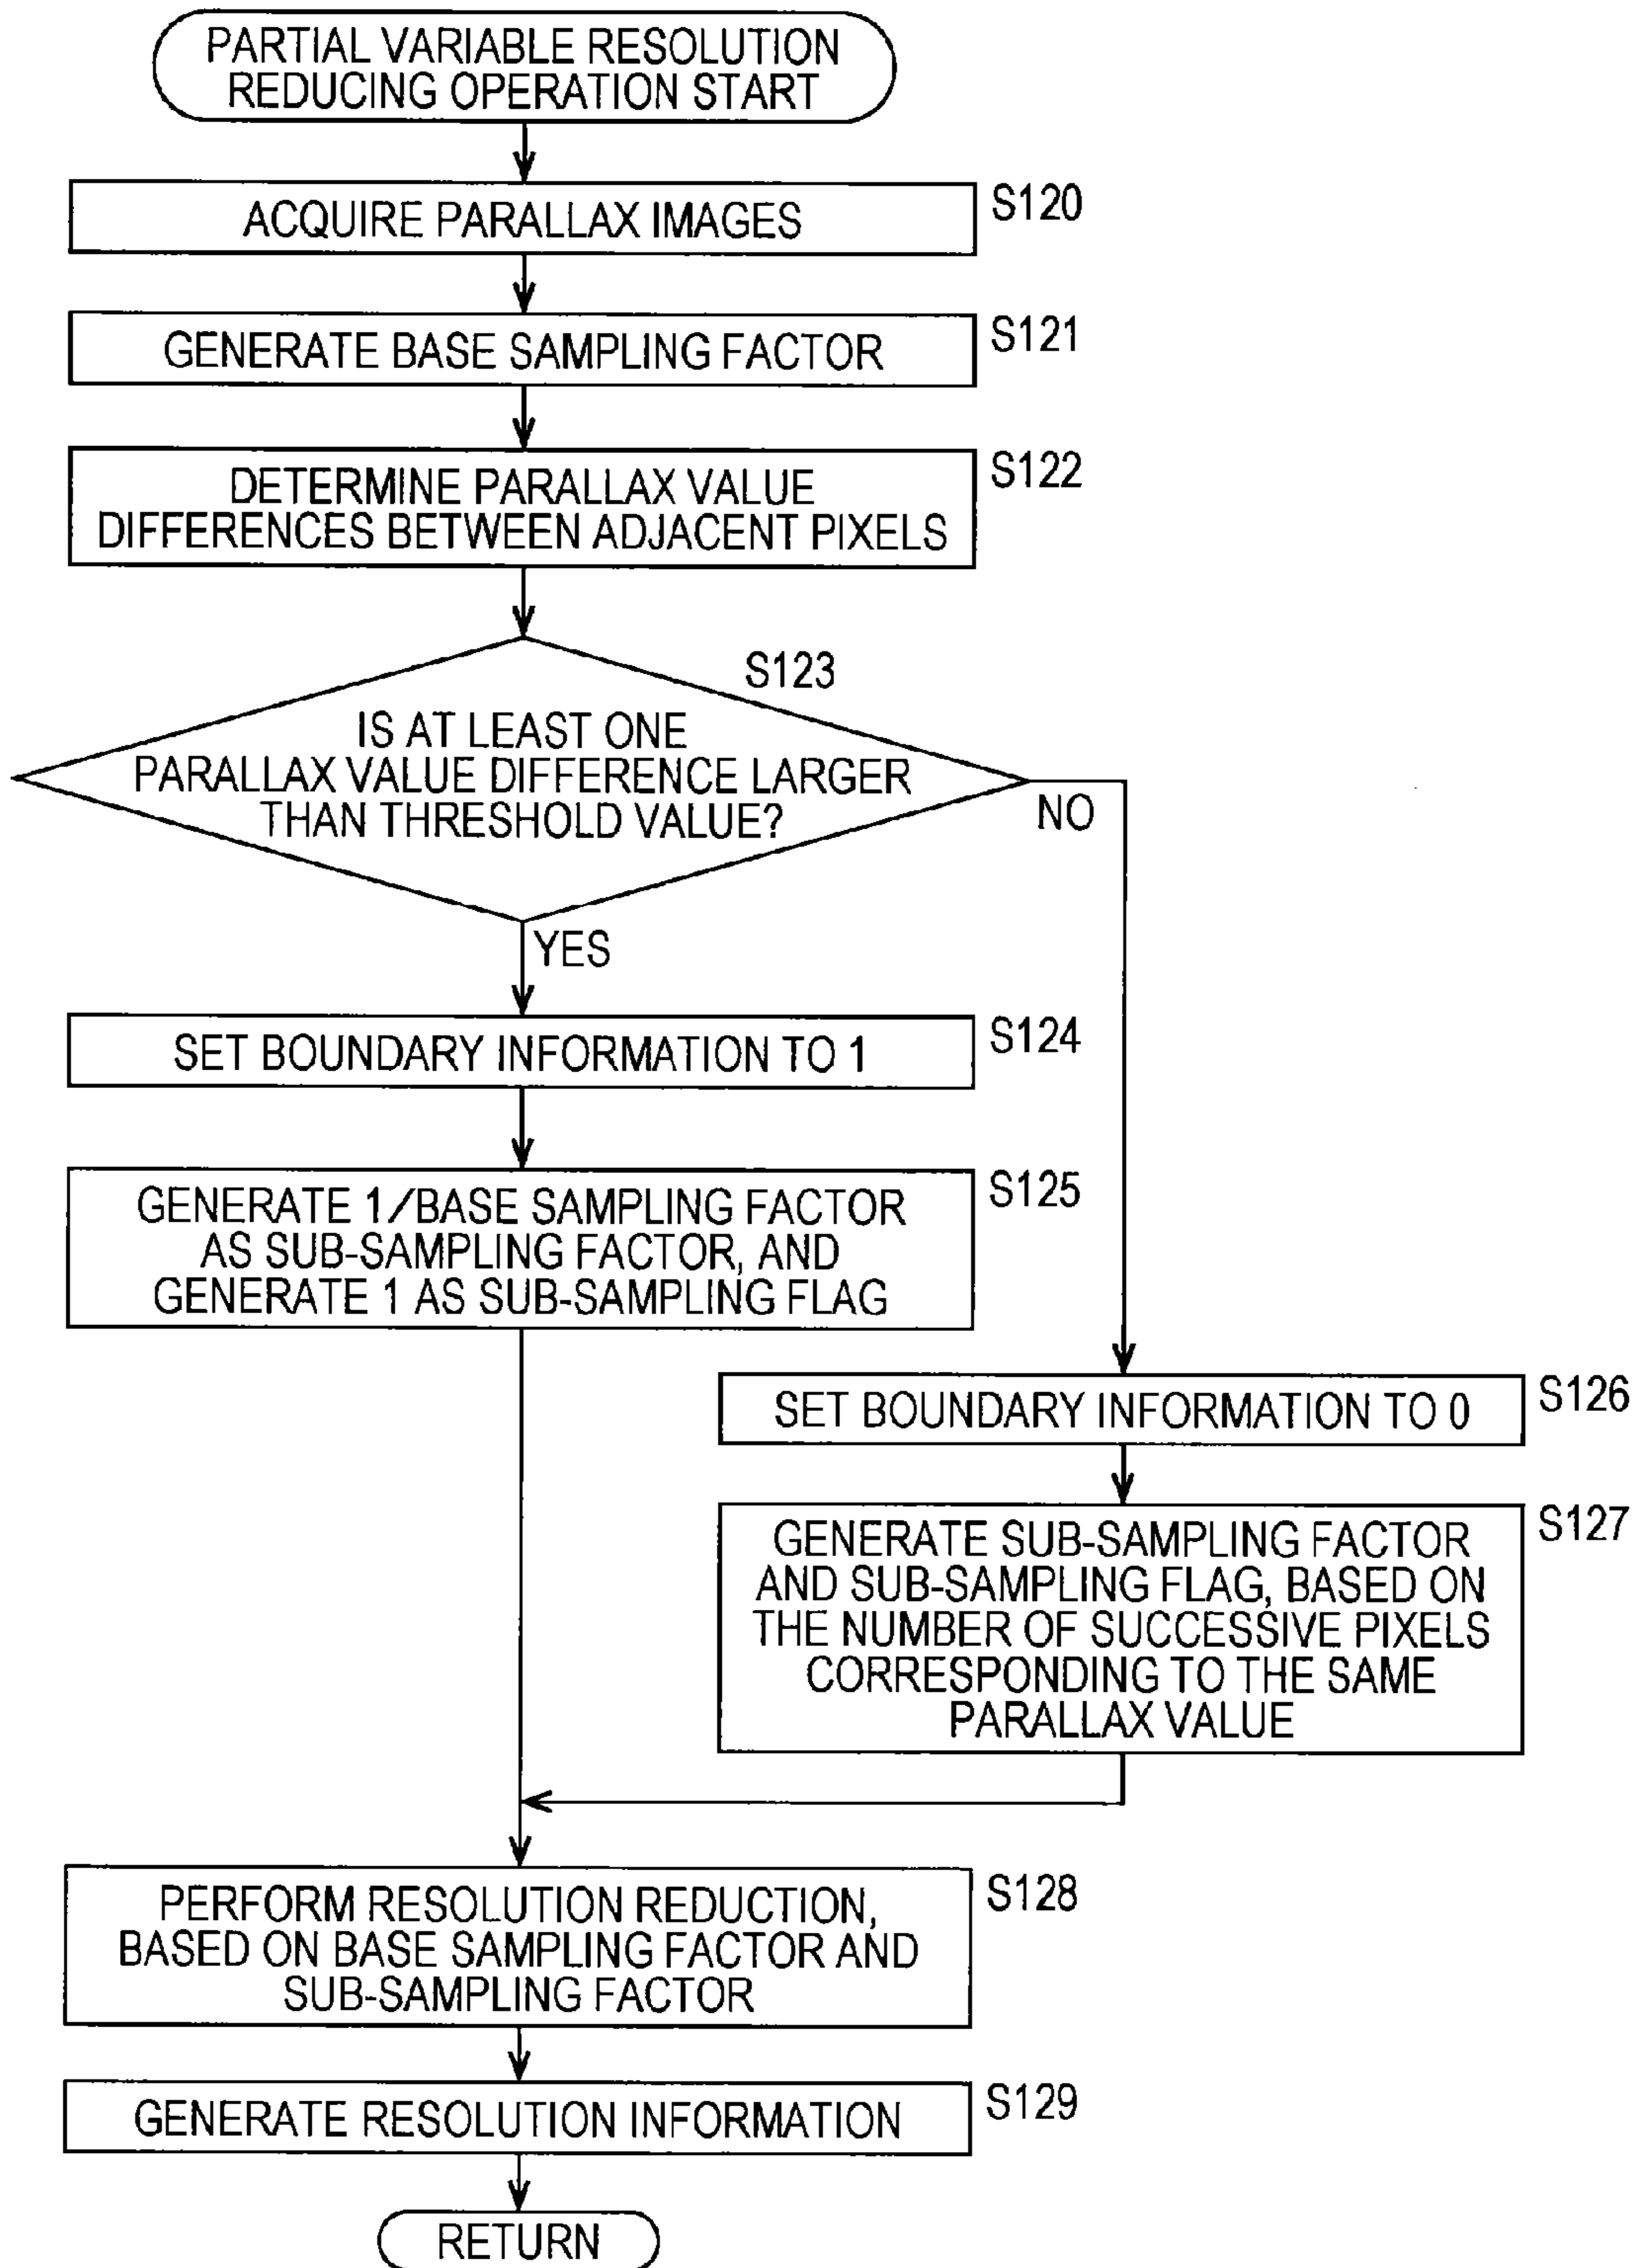 PARTIAL VARIABLE RESOLUTION
REDUCING OPERATION START
ACQUIRE PARALLAX IMAGES
S120
GENERATE BASE SAMPLING FACTOR
S121
DETERMINE PARALLAX VALUE
DIFFERENCES BETWEEN ADJACENT PIXELS
S122
S123
IS AT LEAST ONE
PARALLAX VALUE DIFFERENCE LARGER
THAN THRESHOLD VALUE?
NO
YES
SET BOUNDARY INFORMATION TO 1
S124
GENERATE 1/BASE SAMPLING FACTOR
AS SUB-SAMPLING FACTOR, AND
GENERATE 1 AS SUB-SAMPLING FLAG
S125
SET BOUNDARY INFORMATION TO 0
S126
GENERATE SUB-SAMPLING FACTOR
AND SUB-SAMPLING FLAG, BASED ON
THE NUMBER OF SUCCESSIVE PIXELS
CORRESPONDING TO THE SAME
PARALLAX VALUE
S127
PERFORM RESOLUTION REDUCTION,
BASED ON BASE SAMPLING FACTOR AND
SUB-SAMPLING FACTOR
S128
GENERATE RESOLUTION INFORMATION
S129
RETURN